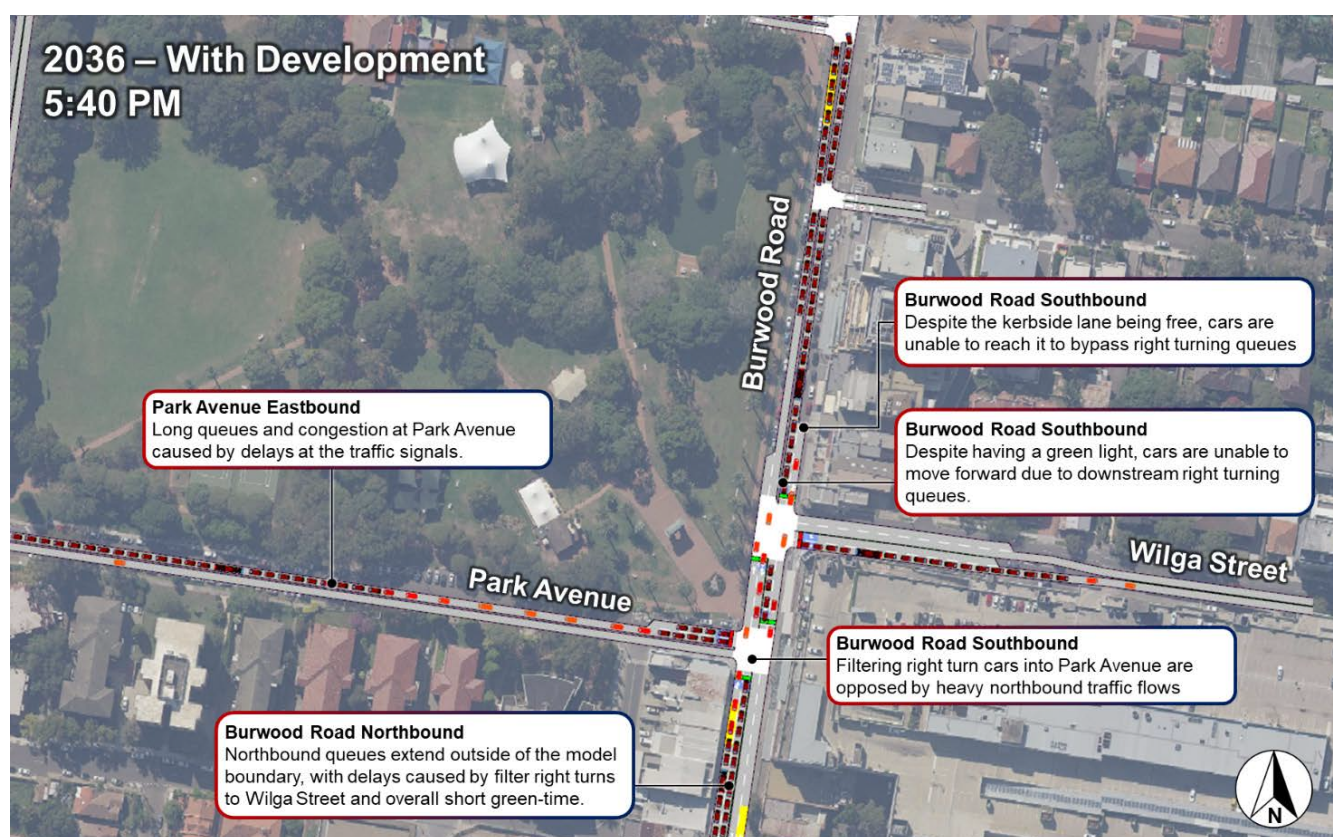 2036 – With Development
5:40 PM
Burwood Road
Burwood Road Southbound
Despite the kerbside lane being free, cars are
unable to reach it to bypass right turning queues
Park Avenue Eastbound
Long queues and congestion at Park Avenue
caused by delays at the traffic signals.
Burwood Road Southbound
Despite having a green light, cars are unable to
move forward due to downstream right turning
queues.
Wilga Street
Park Avenue
Burwood Road Southbound
Filtering right turn cars into Park Avenue are
opposed by heavy northbound traffic flows
Burwood Road Northbound
Northbound queues extend outside of the model
boundary, with delays caused by filter right turns
to Wilga Street and overall short green-time.
N